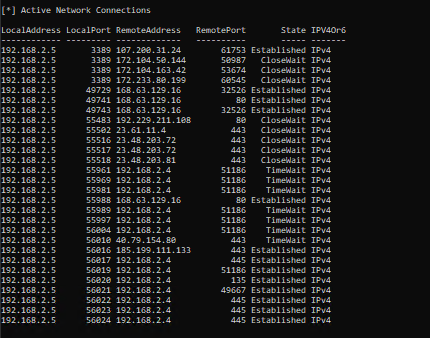 [*] Active Network Connections
LocalAddress LocalPort RemoteAddress RemotePort State IPV4Or6
------------ --------- ------------- ---------- ----- -------
192.168.2.5 3389 107.200.31.24 61753 Established IPv4
192.168.2.5 3389 172.104.50.144 50987 CloseWait IPv4
192.168.2.5 3389 172.104.163.42 53674 CloseWait IPv4
192.168.2.5 3389 172.233.80.199 60545 CloseWait IPv4
192.168.2.5 49729 168.63.129.16 32526 Established IPv4
192.168.2.5 49741 168.63.129.16 80 Established IPv4
192.168.2.5 49743 168.63.129.16 32526 Established IPv4
192.168.2.5 55483 192.229.211.108 80 CloseWait IPv4
192.168.2.5 55502 23.61.11.4 443 CloseWait IPv4
192.168.2.5 55516 23.48.203.72 443 CloseWait IPv4
192.168.2.5 55517 23.48.203.72 443 CloseWait IPv4
192.168.2.5 55518 23.48.203.81 443 CloseWait IPv4
192.168.2.5 55961 192.168.2.4 51186 TimeWait IPv4
192.168.2.5 55969 192.168.2.4 51186 TimeWait IPv4
192.168.2.5 55981 192.168.2.4 51186 TimeWait IPv4
192.168.2.5 55988 168.63.129.16 80 Established IPv4
192.168.2.5 55989 192.168.2.4 51186 TimeWait IPv4
192.168.2.5 55997 192.168.2.4 51186 TimeWait IPv4
192.168.2.5 56004 192.168.2.4 51186 TimeWait IPv4
192.168.2.5 56010 40.79.154.80 443 TimeWait IPv4
192.168.2.5 56016 185.199.111.133 443 Established IPv4
192.168.2.5 56017 192.168.2.4 445 Established IPv4
192.168.2.5 56019 192.168.2.4 51186 Established IPv4
192.168.2.5 56020 192.168.2.4 135 Established IPv4
192.168.2.5 56021 192.168.2.4 49667 Established IPv4
192.168.2.5 56022 192.168.2.4 445 Established IPv4
192.168.2.5 56023 192.168.2.4 445 Established IPv4
192.168.2.5 56024 192.168.2.4 445 Established IPv4